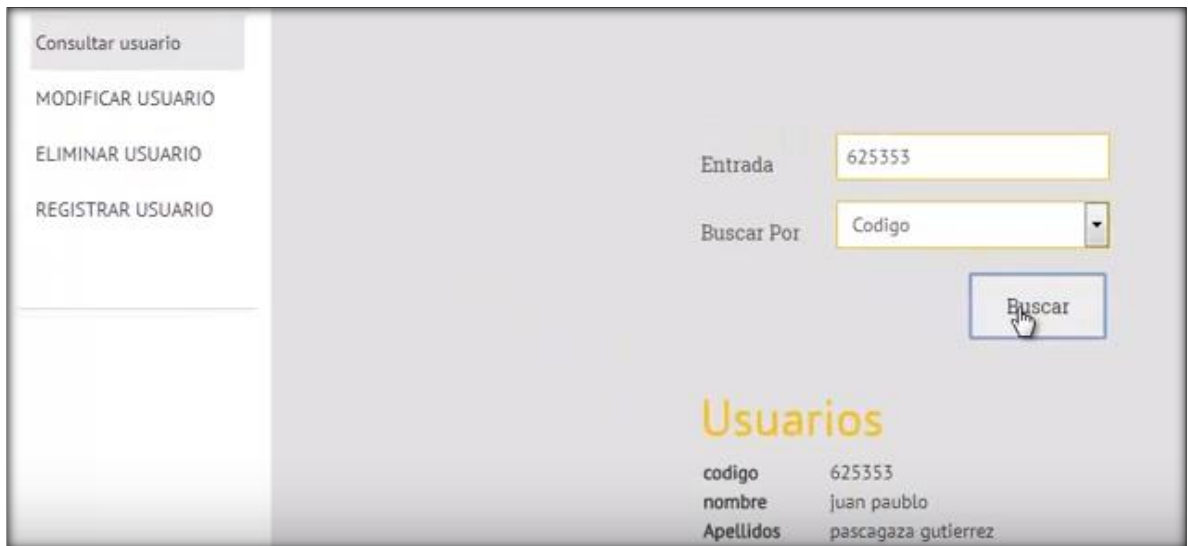 Consultar usuario
MODIFICAR USUARIO
ELIMINAR USUARIO
REGISTRAR USUARIO
Entrada 625353
Buscar Por Codigo
Buscar
Usuarios
codigo 625353
nombre juan paublo
Apellidos pascagaza gutierrez